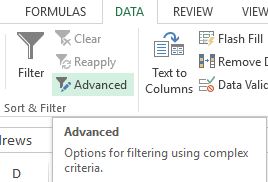 FORMULAS DATA REVIEW
Filter
Clear
Reapply
Advanced
Text to
Columns
Flash Fill
Remove D
Data Valid
Sort & Filter
drews
D
Advanced
Options for filtering using complex
criteria.